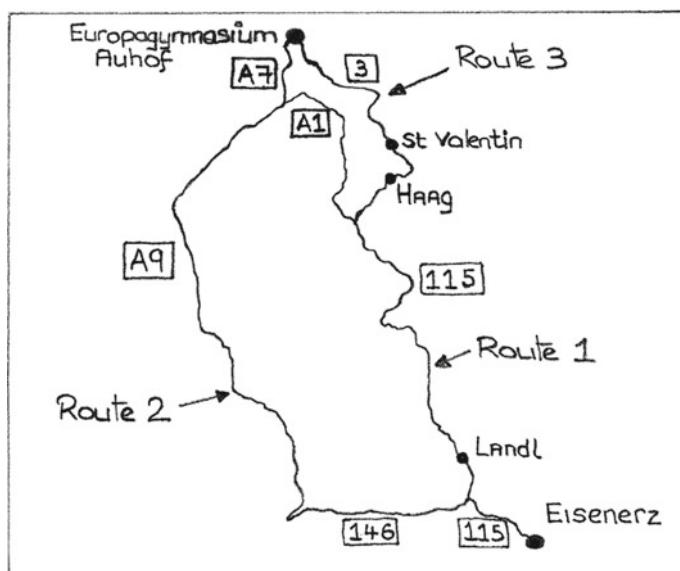 Europagymnasium
Auhof
A7
3
Route 3
A1
St Valentin
Haag
A9
115
Route 1
Route 2
Landl
Eisenerz
146
115